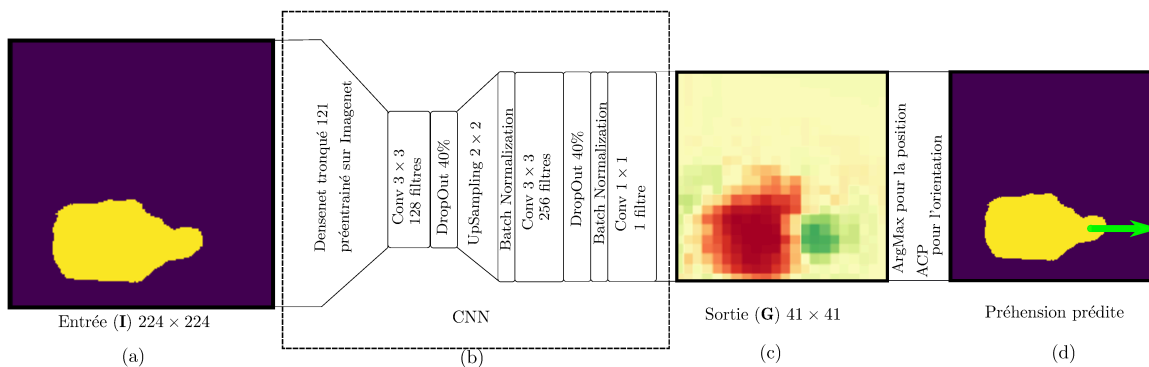 Densenet tronqué 121
préentrainé sur Imagenet
Conv 3 × 3
128 filtres
DropOut 40%
UpSampling 2 × 2
Batch Normalization
Conv 3 × 3
256 filtres
DropOut 40%
Batch Normalization
Conv 1 × 1
1 filtre
ArgMax pour la position
ACP
pour l'orientation
Entrée (I) 224 × 224
CNN
Sortie (G) 41 × 41
Préhension prédite
(a)
(b)
(c)
(d)